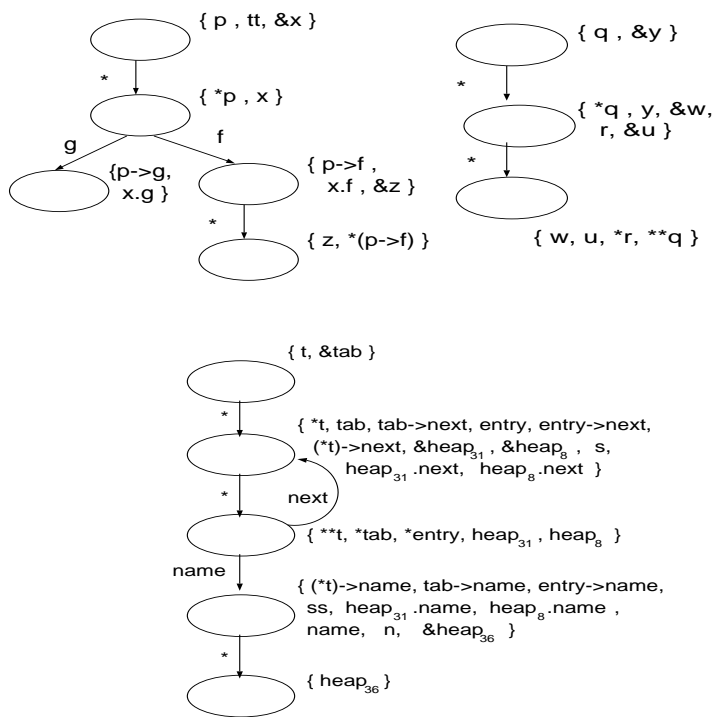 { p , tt, &x }
*
{ *p , x }
g
f
{p->g,
x.g }
{ p->f ,
x.f , &z }
*
{ z, *(p->f) }
{ q , &y }
*
{ *q , y, &w,
r, &u }
*
{ w, u, *r, **q }
{ t, &tab }
*
{ *t, tab, tab->next, entry, entry->next,
(*t)->next, &heap31 , &heap8 , s,
heap31 .next, heap8 .next }
*
next
{ **t, *tab, *entry, heap31 , heap8 }
name
{ (*t)->name, tab->name, entry->name,
ss, heap31 .name, heap8 .name ,
name, n, &heap36 }
*
{ heap36 }